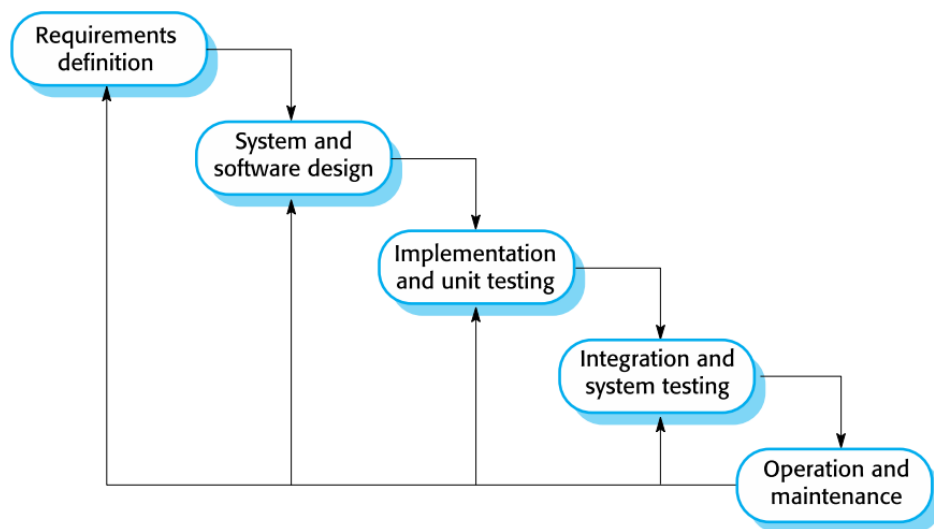 Requirements
definition
System and
software design
Implementation
and unit testing
Integration and
system testing
Operation and
maintenance